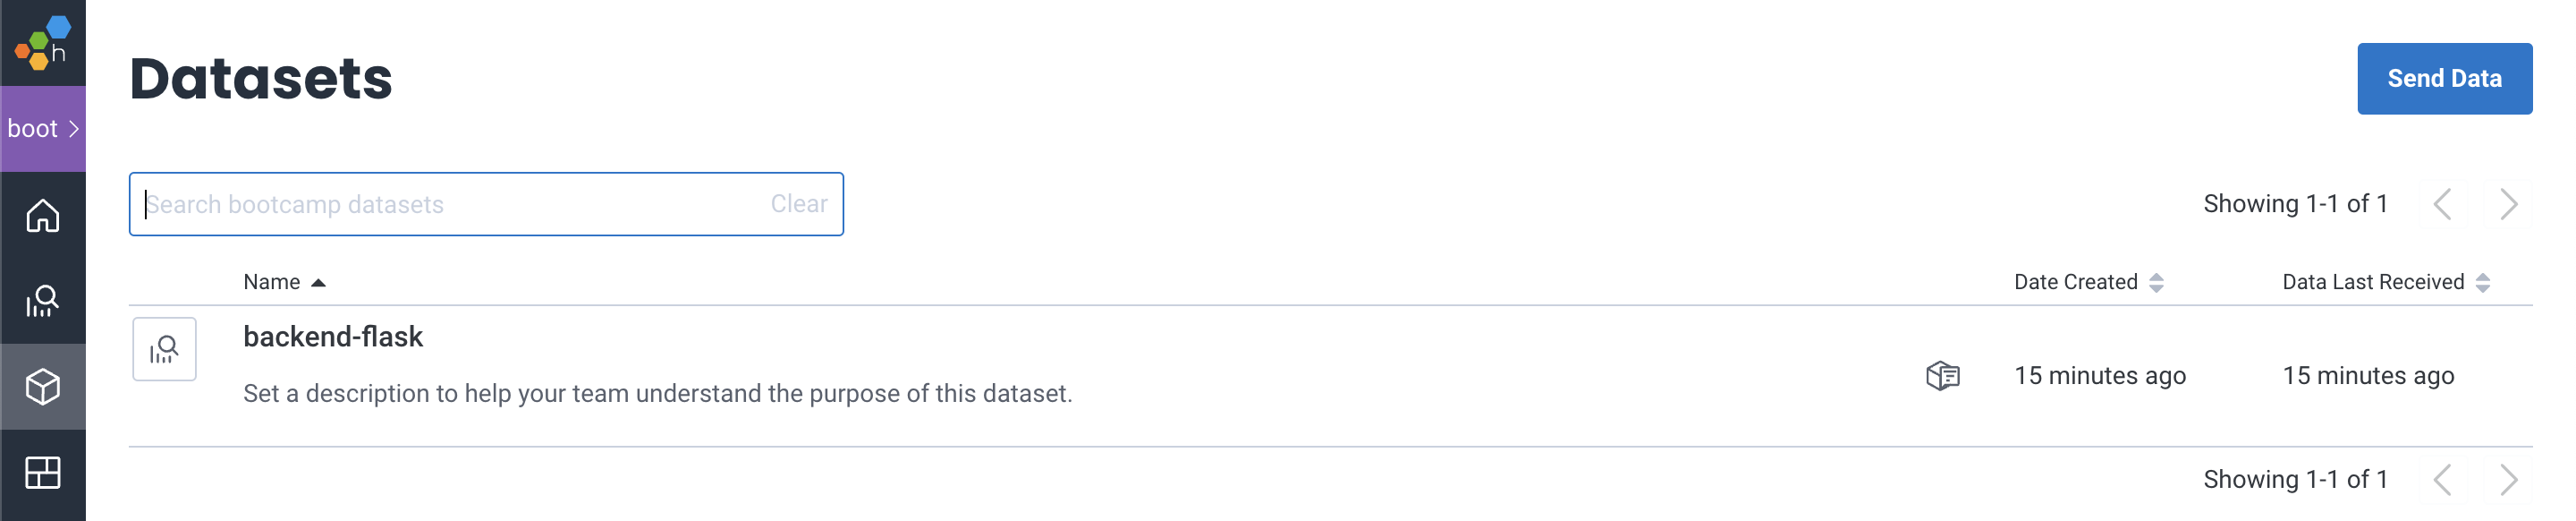 h
Datasets
Send Data
boot
Search bootcamp datasets
Clear
Showing 1-1 of 1
Name
Date Created
Data Last Received
backend-flask
Set a description to help your team understand the purpose of this dataset.
15 minutes ago
15 minutes ago
Showing 1-1 of 1